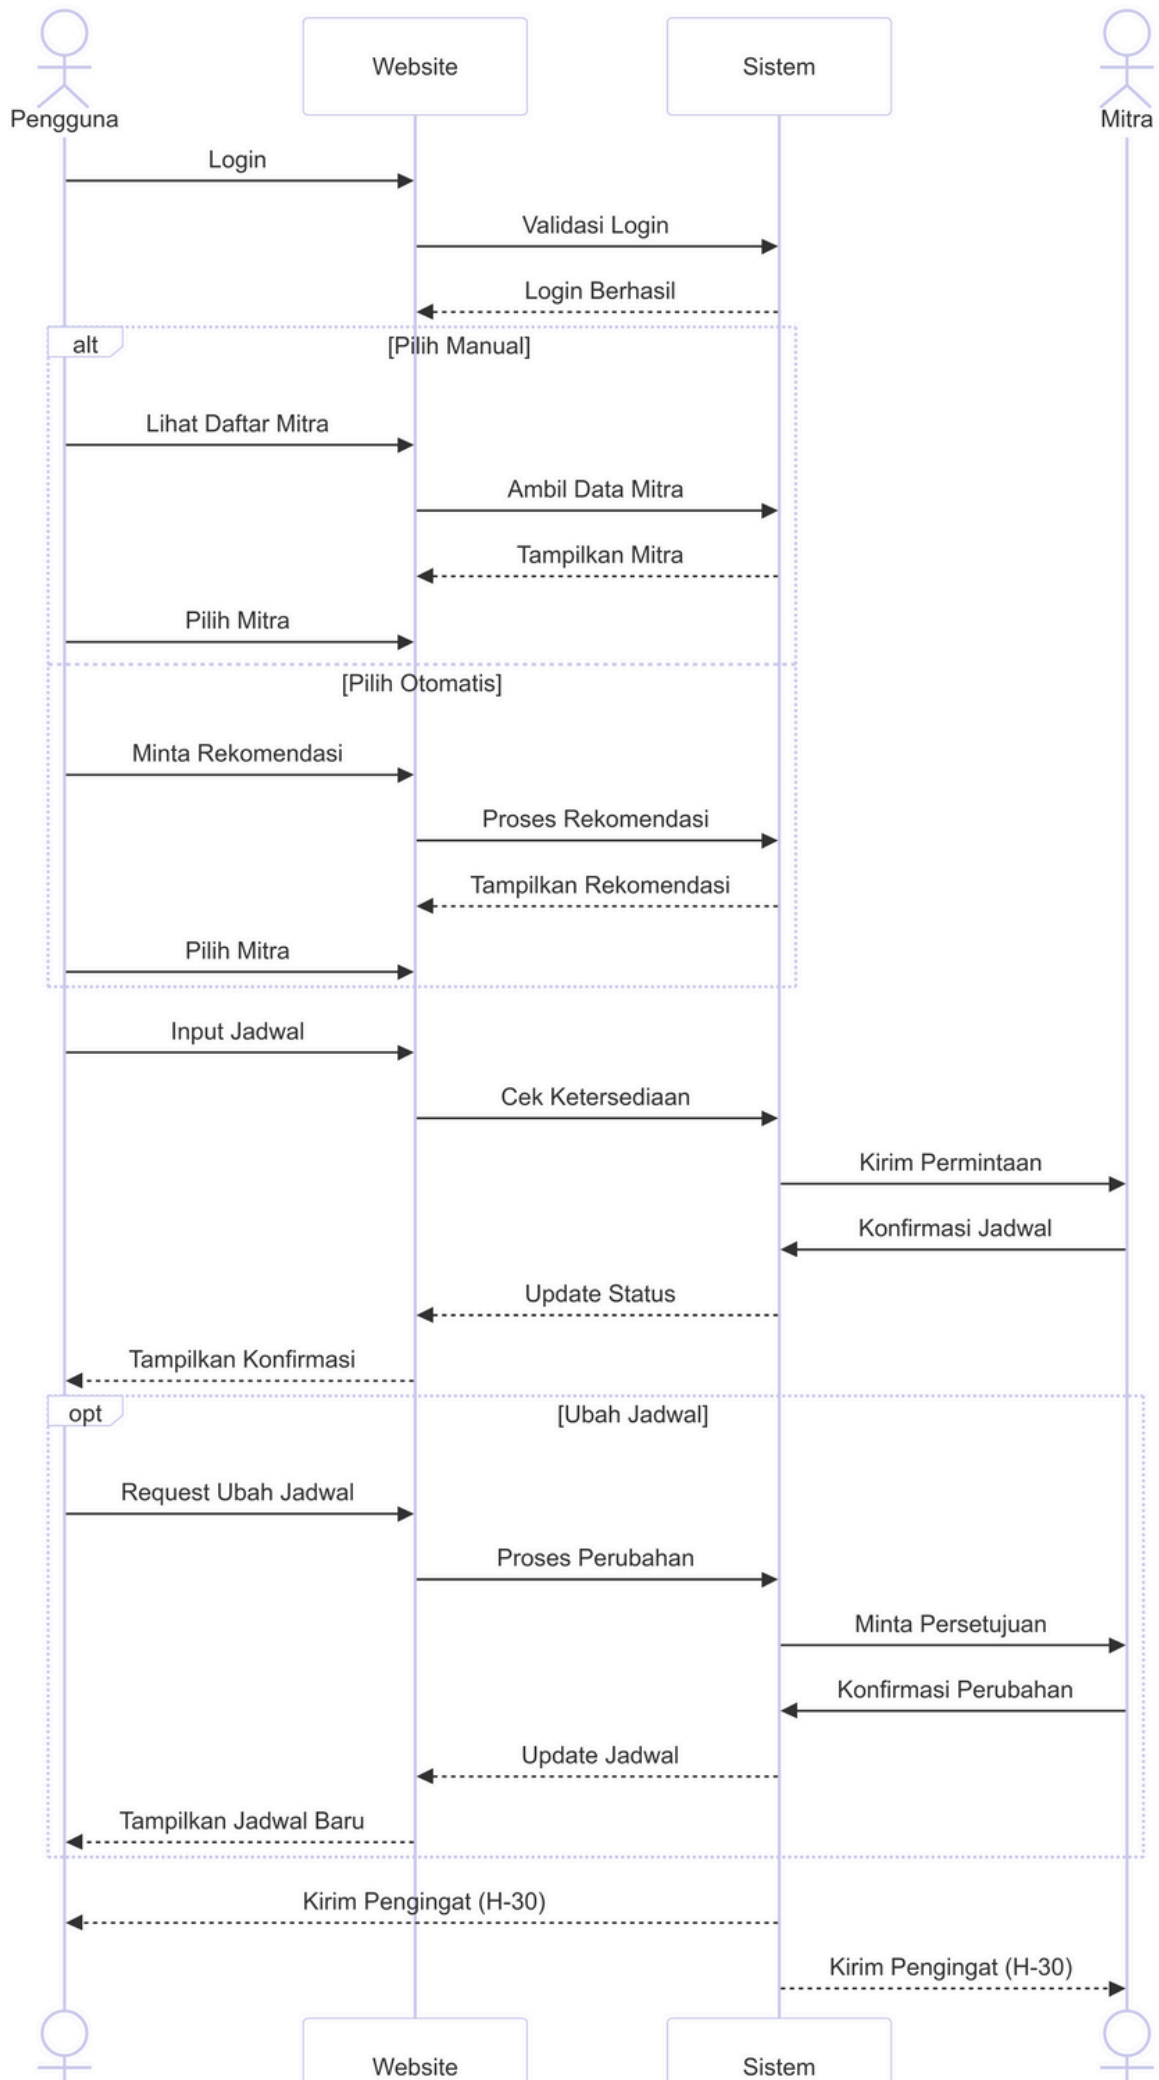 Website
Sistem
Pengguna
Mitra
Login
Validasi Login
Login Berhasil
alt
[Pilih Manual]
Lihat Daftar Mitra
Ambil Data Mitra
Tampilkan Mitra
Pilih Mitra
[Pilih Otomatis]
Minta Rekomendasi
Proses Rekomendasi
Tampilkan Rekomendasi
Pilih Mitra
Input Jadwal
Cek Ketersediaan
Kirim Permintaan
Konfirmasi Jadwal
Update Status
Tampilkan Konfirmasi
opt
[Ubah Jadwal]
Request Ubah Jadwal
Proses Perubahan
Minta Persetujuan
Konfirmasi Perubahan
Update Jadwal
Tampilkan Jadwal Baru
Kirim Pengingat (H-30)
Kirim Pengingat (H-30)
Website
Sistem